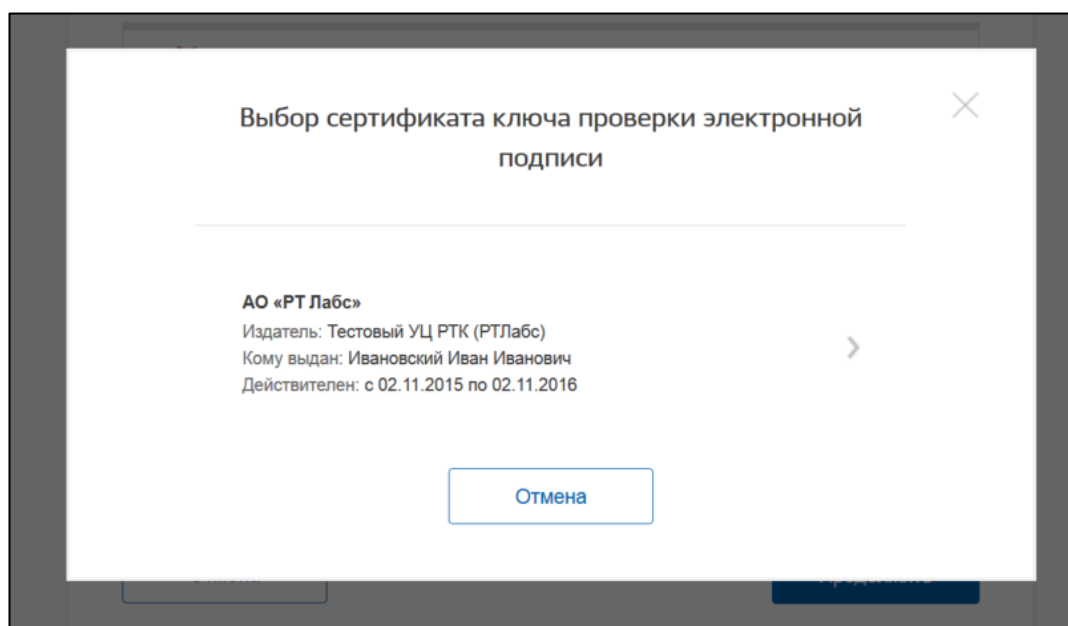 Выбор сертификата ключа проверки электронной
подписи
АО «РТ Лабс»
Издатель: Тестовый УЦ РТК (РТЛабс)
Кому выдан: Ивановский Иван Иванович
Действителен: с 02.11.2015 по 02.11.2016
Отмена